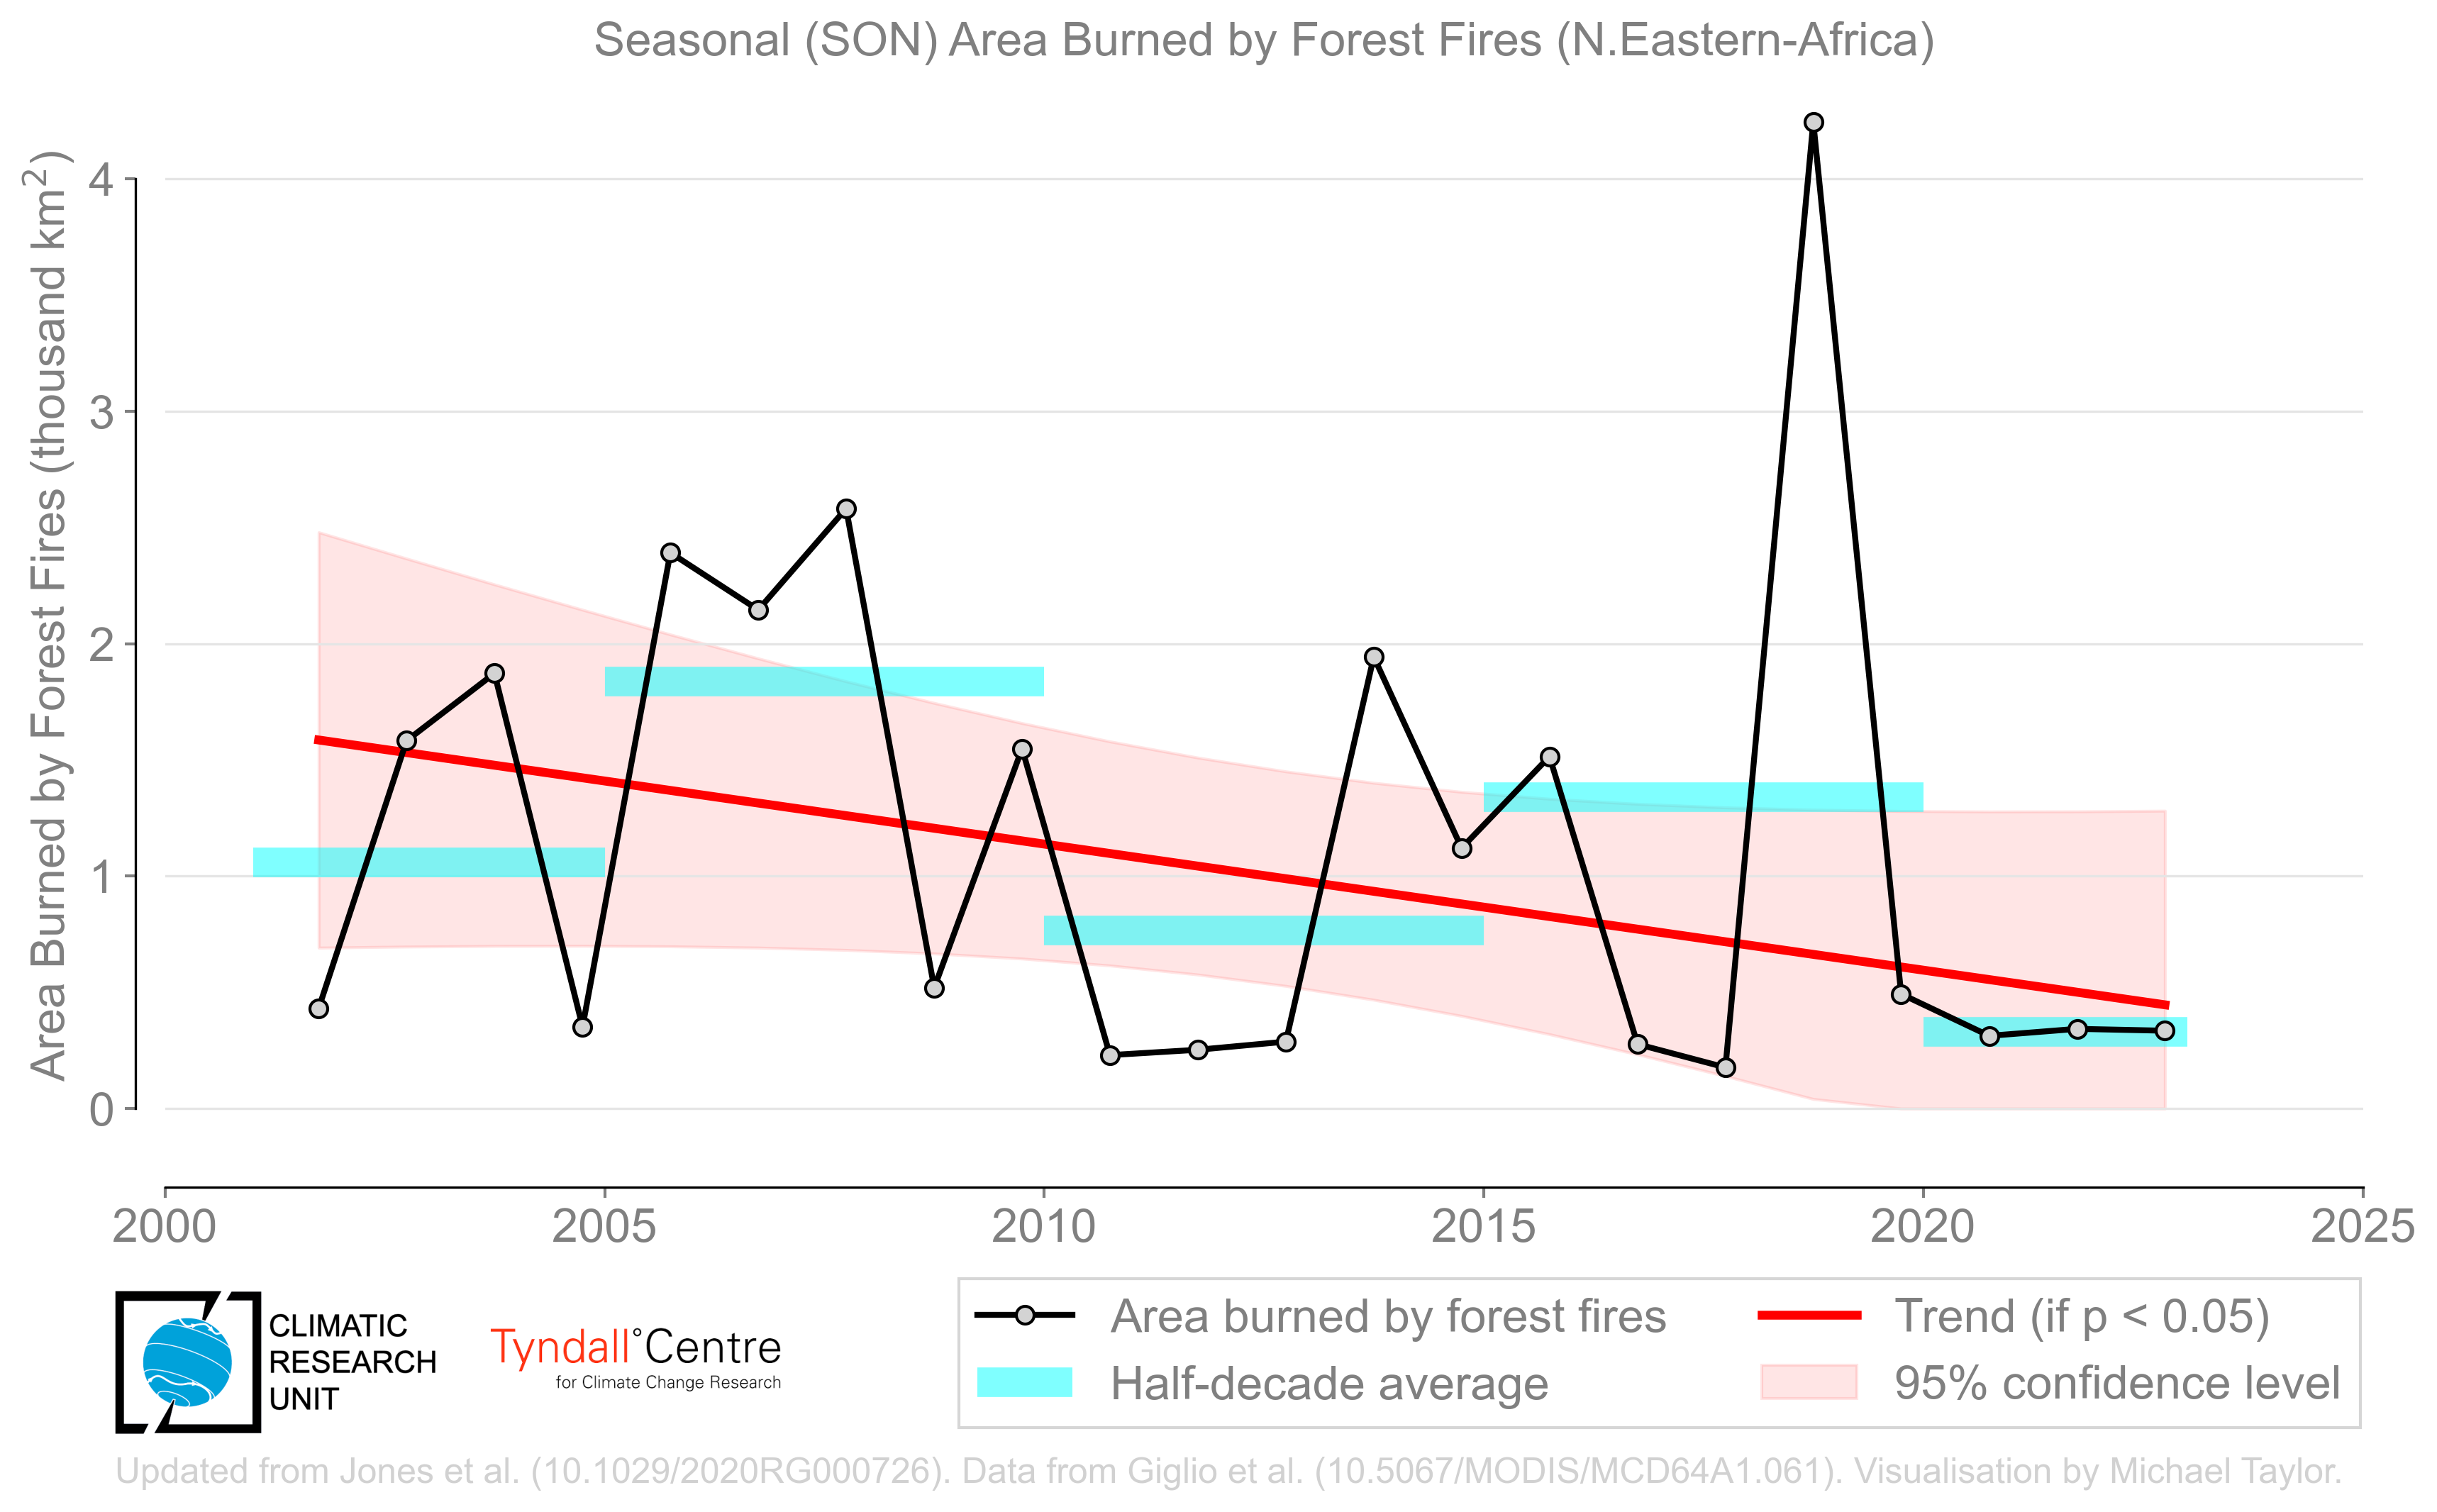 Seasonal (SON) Area Burned by Forest Fires (N.Eastern-Africa)
Area Burned by Forest Fires (thousand km²)
4
3
2
1
0
2000 2005 2010 2015 2020 2025
CLIMATIC
RESEARCH
UNIT
Tyndall°Centre
for Climate Change Research
Area burned by forest fires
Half-decade average
Trend (if p < 0.05)
95% confidence level
Updated from Jones et al. (10.1029/2020RG000726). Data from Giglio et al. (10.5067/MODIS/MCD64A1.061). Visualisation by Michael Taylor.